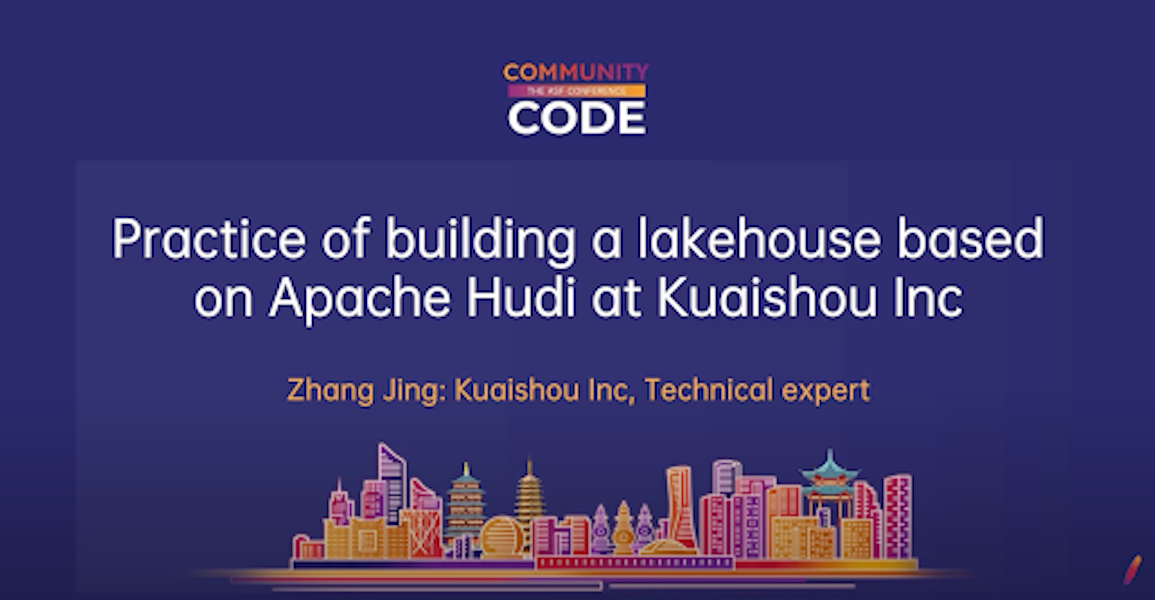 COMMUNITY
THE ASF CONFERENCE
CODE
Practice of building a lakehouse based
on Apache Hudi at Kuaishou Inc
Zhang Jing: Kuaishou Inc, Technical expert